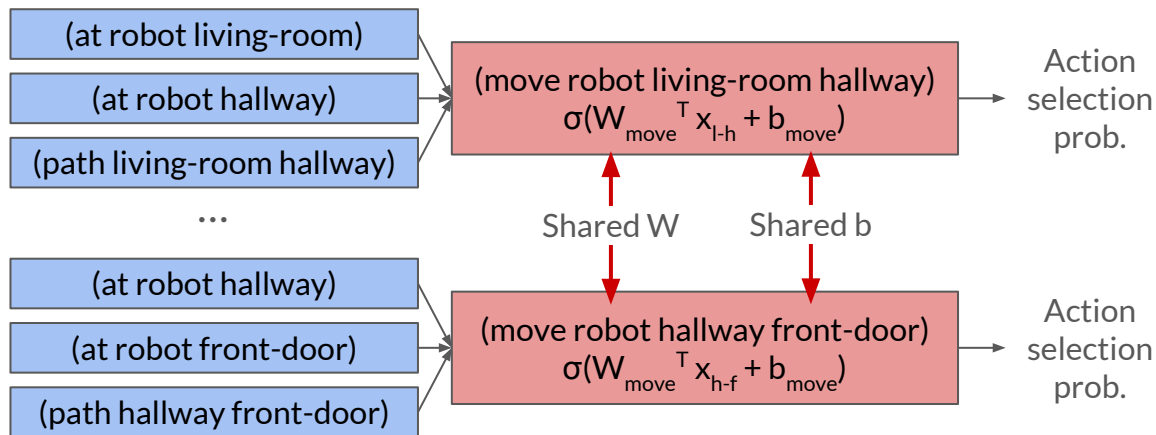 (at robot living-room)
(at robot hallway)
(path living-room hallway)
(move robot living-room hallway)
σ(W_move^T x_l-h + b_move)
Action
selection
prob.
...
Shared W
Shared b
(at robot hallway)
(at robot front-door)
(path hallway front-door)
(move robot hallway front-door)
σ(W_move^T x_h-f + b_move)
Action
selection
prob.